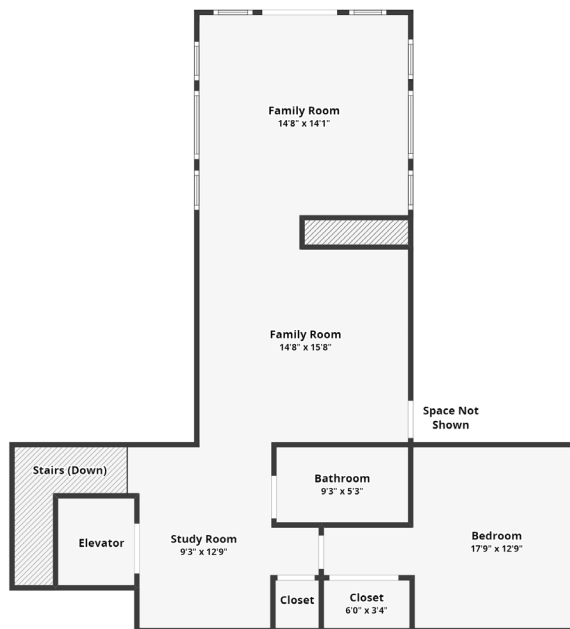 Family Room
14'8" x 14'1"
Family Room
14'8" x 15'8"
Space Not
Shown
Stairs (Down)
Bathroom
9'3" x 5'3"
Elevator
Study Room
9'3" x 12'9"
Bedroom
17'9" x 12'9"
Closet
Closet
6'0" x 3'4"